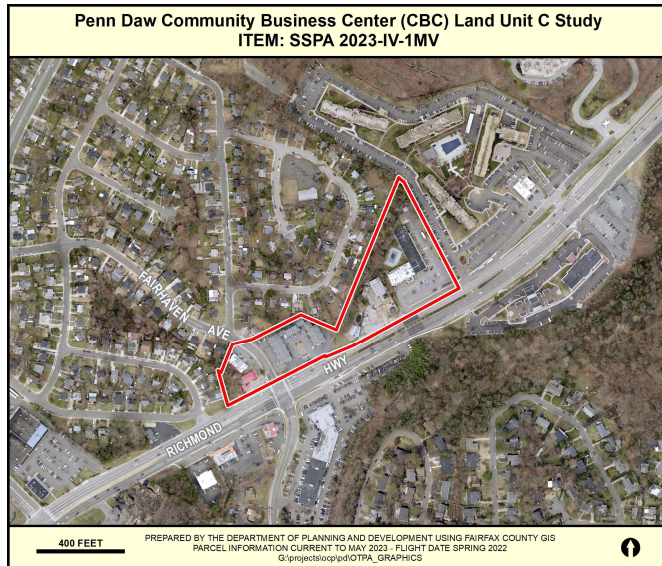 Penn Daw Community Business Center (CBC) Land Unit C Study
ITEM: SSPA 2023-IV-1MV
FAIRHAVEN
AVE
RICHMOND
HWY
400 FEET
PREPARED BY THE DEPARTMENT OF PLANNING AND DEVELOPMENT USING FAIRFAX COUNTY GIS
PARCEL INFORMATION CURRENT TO MAY 2023 - FLIGHT DATE SPRING 2022
G:\projects\ocp\pd\OTPA_GRAPHICS